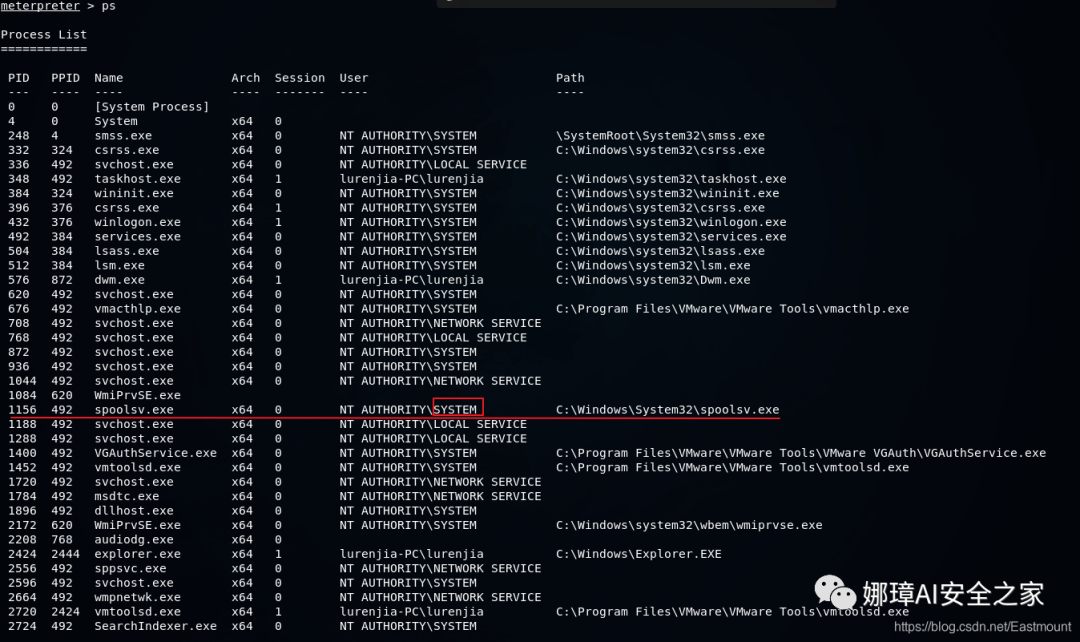 meterpreter > ps
Process List
============
PID PPID Name Arch Session User Path
--- ---- ---- ---- ------- ---- ----
0 0 [System Process]
4 0 System x64 0
248 4 smss.exe x64 0 NT AUTHORITY\SYSTEM \SystemRoot\System32\smss.exe
332 324 csrss.exe x64 0 NT AUTHORITY\SYSTEM C:\Windows\system32\csrss.exe
336 492 svchost.exe x64 0 NT AUTHORITY\LOCAL SERVICE
348 492 taskhost.exe x64 1 lurenjia-PC\lurenjia C:\Windows\system32\taskhost.exe
384 324 wininit.exe x64 0 NT AUTHORITY\SYSTEM C:\Windows\system32\wininit.exe
396 376 csrss.exe x64 1 NT AUTHORITY\SYSTEM C:\Windows\system32\csrss.exe
432 376 winlogon.exe x64 1 NT AUTHORITY\SYSTEM C:\Windows\system32\winlogon.exe
492 384 services.exe x64 0 NT AUTHORITY\SYSTEM C:\Windows\system32\services.exe
504 384 lsass.exe x64 0 NT AUTHORITY\SYSTEM C:\Windows\system32\lsass.exe
512 384 lsm.exe x64 0 NT AUTHORITY\SYSTEM C:\Windows\system32\lsm.exe
576 872 dwm.exe x64 1 lurenjia-PC\lurenjia C:\Windows\system32\Dwm.exe
620 492 svchost.exe x64 0 NT AUTHORITY\SYSTEM
676 492 vmacthlp.exe x64 0 NT AUTHORITY\SYSTEM C:\Program Files\VMware\VMware Tools\vmacthlp.exe
708 492 svchost.exe x64 0 NT AUTHORITY\NETWORK SERVICE
768 492 svchost.exe x64 0 NT AUTHORITY\LOCAL SERVICE
872 492 svchost.exe x64 0 NT AUTHORITY\SYSTEM
936 492 svchost.exe x64 0 NT AUTHORITY\SYSTEM
1044 492 svchost.exe x64 0 NT AUTHORITY\NETWORK SERVICE
1084 620 WmiPrvSE.exe
1156 492 spoolsv.exe x64 0 NT AUTHORITY\SYSTEM C:\Windows\System32\spoolsv.exe
1188 492 svchost.exe x64 0 NT AUTHORITY\LOCAL SERVICE
1288 492 svchost.exe x64 0 NT AUTHORITY\LOCAL SERVICE
1400 492 VGAuthService.exe x64 0 NT AUTHORITY\SYSTEM C:\Program Files\VMware\VMware Tools\VMware VGAuth\VGAuthService.exe
1452 492 vmtoolsd.exe x64 0 NT AUTHORITY\SYSTEM C:\Program Files\VMware\VMware Tools\vmtoolsd.exe
1720 492 svchost.exe x64 0 NT AUTHORITY\NETWORK SERVICE
1784 492 msdtc.exe x64 0 NT AUTHORITY\NETWORK SERVICE
1896 492 dllhost.exe x64 0 NT AUTHORITY\SYSTEM
2172 620 WmiPrvSE.exe x64 0 NT AUTHORITY\SYSTEM C:\Windows\system32\wbem\wmiprvse.exe
2208 768 audiodg.exe x64 0
2424 2444 explorer.exe x64 1 lurenjia-PC\lurenjia C:\Windows\Explorer.EXE
2556 492 sppsvc.exe x64 0 NT AUTHORITY\NETWORK SERVICE
2596 492 svchost.exe x64 0 NT AUTHORITY\SYSTEM
2664 492 wmpnetwk.exe x64 0 NT AUTHORITY\NETWORK SERVICE
2720 2424 vmtoolsd.exe x64 1 lurenjia-PC\lurenjia C:\Program Files\VMware\VMware Tools\vmtoolsd.exe
2724 492 SearchIndexer.exe x64 0 NT AUTHORITY\SYSTEM
娜璋AI安全之家
https://blog.csdn.net/Eastmount